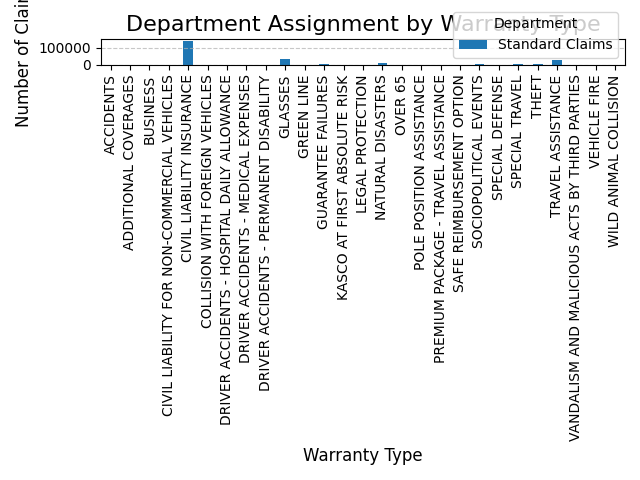 Department Assignment by Warranty Type
Department
Standard Claims
Number of Clai
100000
0
ACCIDENTS
ADDITIONAL COVERAGES
BUSINESS
CIVIL LIABILITY FOR NON-COMMERCIAL VEHICLES
CIVIL LIABILITY INSURANCE
COLLISION WITH FOREIGN VEHICLES
DRIVER ACCIDENTS - HOSPITAL DAILY ALLOWANCE
DRIVER ACCIDENTS - MEDICAL EXPENSES
DRIVER ACCIDENTS - PERMANENT DISABILITY
GLASSES
GREEN LINE
GUARANTEE FAILURES
KASCO AT FIRST ABSOLUTE RISK
LEGAL PROTECTION
NATURAL DISASTERS
OVER 65
POLE POSITION ASSISTANCE
PREMIUM PACKAGE - TRAVEL ASSISTANCE
SAFE REIMBURSEMENT OPTION
SOCIOPOLITICAL EVENTS
SPECIAL DEFENSE
SPECIAL TRAVEL
THEFT
TRAVEL ASSISTANCE
VANDALISM AND MALICIOUS ACTS BY THIRD PARTIES
VEHICLE FIRE
WILD ANIMAL COLLISION
Warranty Type